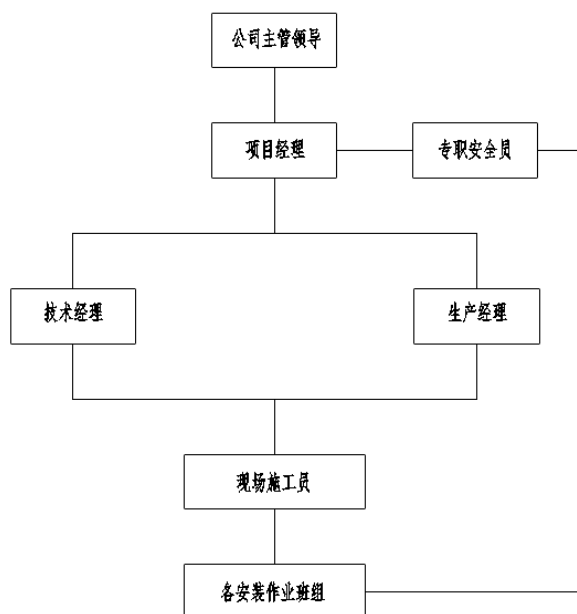 公司主管领导
项目经理
专职安全员
技术经理
生产经理
现场施工员
各安装作业班组